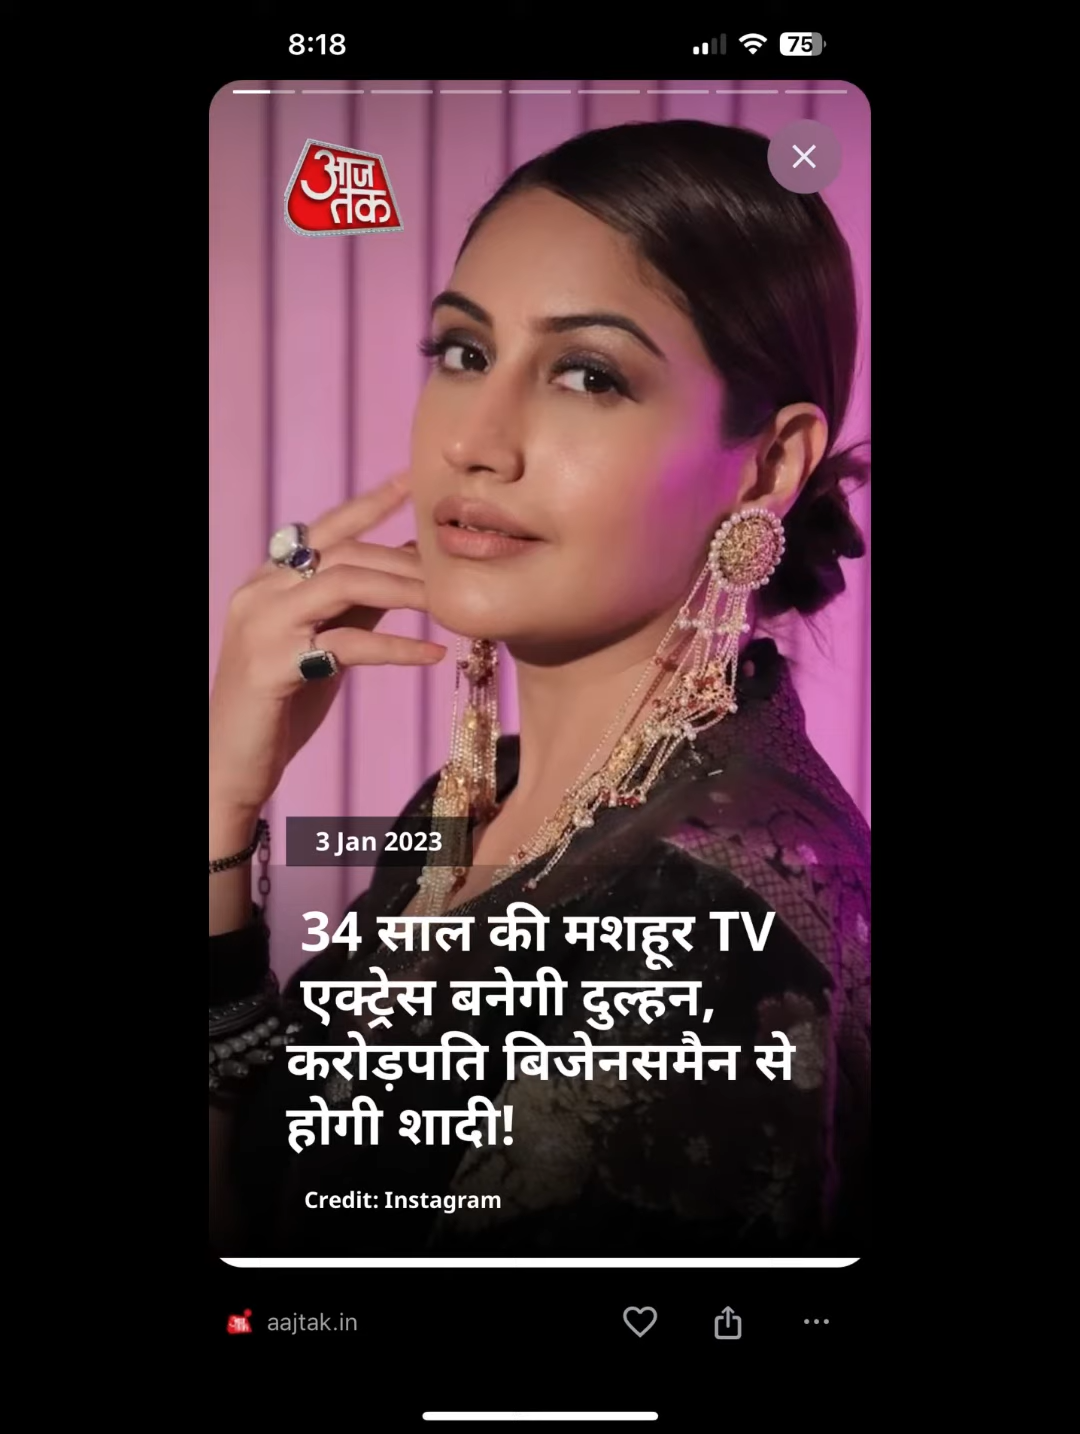 8:18
75
आज
तक
3 Jan 2023
34 साल की मशहूर TV
एक्ट्रेस बनेगी दुल्हन,
करोड़पति बिजेनसमैन से
होगी शादी!
Credit: Instagram
aajtak.in